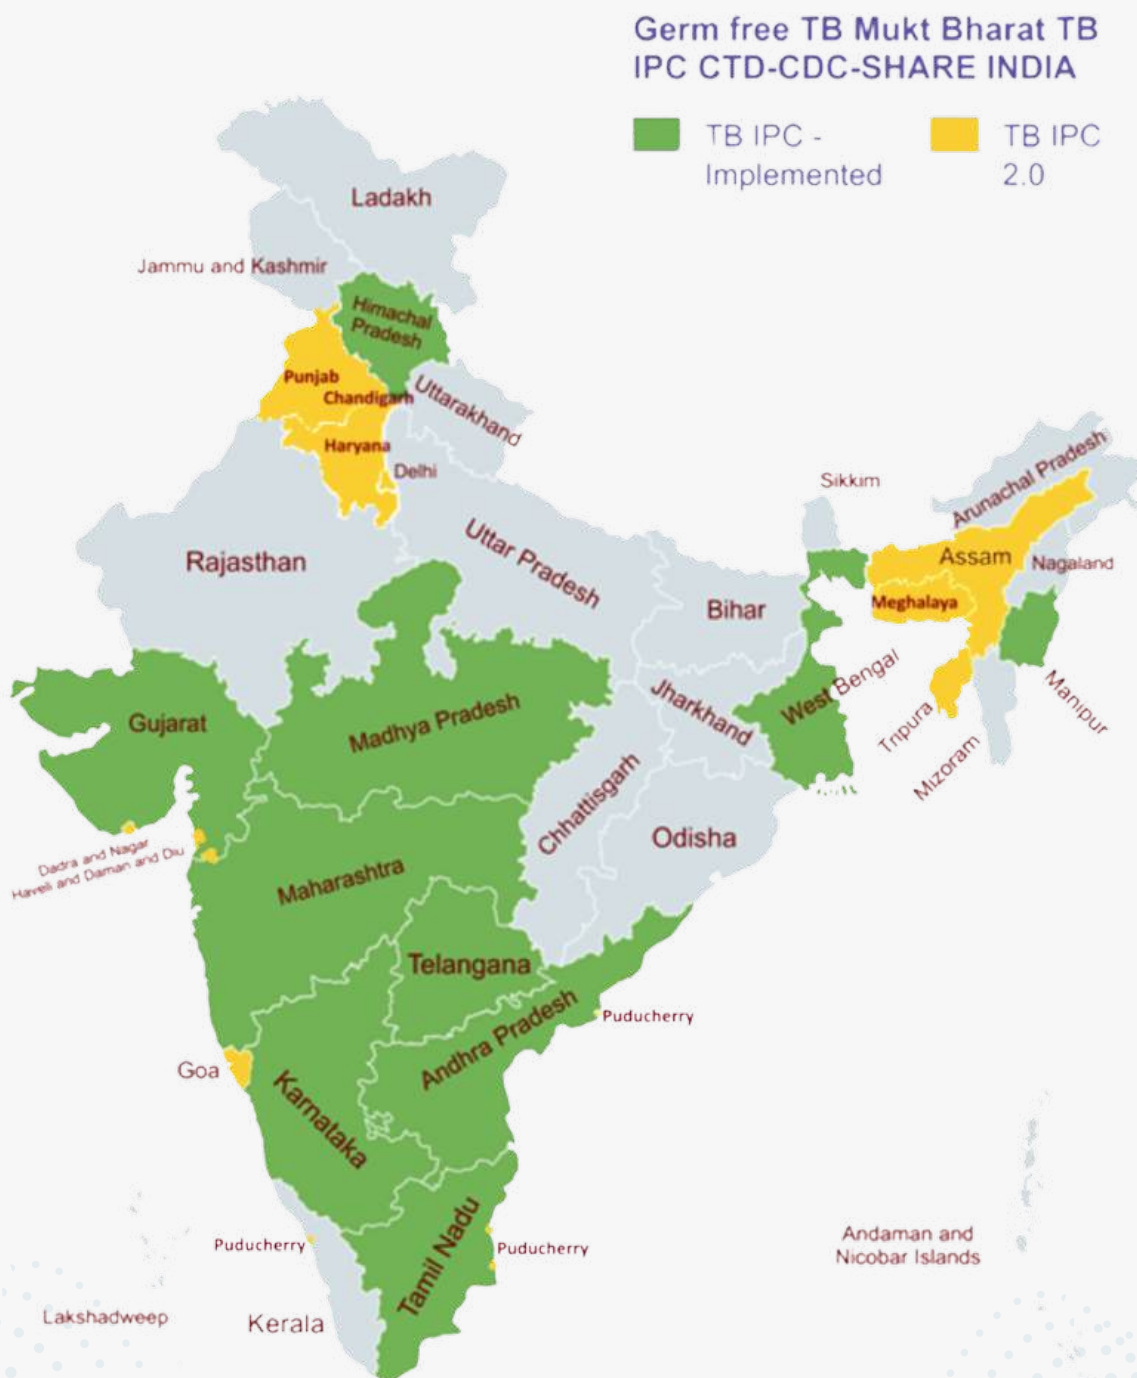 Germ free TB Mukt Bharat TB
IPC CTD-CDC-SHARE INDIA
TB IPC -
Implemented
TB IPC
2.0
Ladakh
Jammu and Kashmir
Himachal
Pradesh
Punjab
Chandigarh
Uttarakhand
Haryana
Delhi
Sikkim
Arunachal Pradesh
Rajasthan
Uttar Pradesh
Assam
Nagaland
Bihar
Meghalaya
Gujarat
Madhya Pradesh
Jharkhand
West Bengal
Tripura
Mizoram
Manipur
Chhattisgarh
Odisha
Dadra and Nagar
Haveli and Daman and Diu
Maharashtra
Telangana
Andhra Pradesh
Puducherry
Goa
Karnataka
Puducherry
Tamil Nadu
Puducherry
Andaman and
Nicobar Islands
Lakshadweep
Kerala